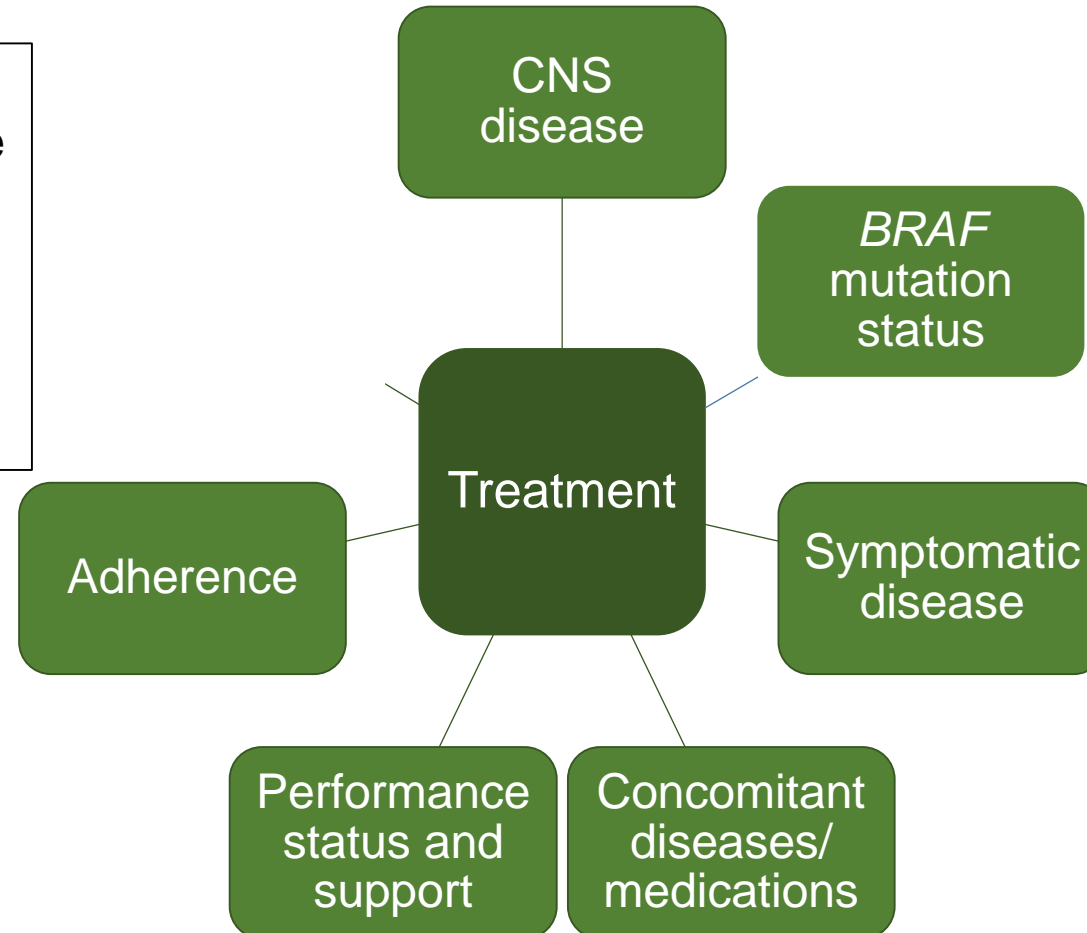 CNS
disease
BRAF
mutation
status
Treatment
Symptomatic
disease
Adherence
Performance
status and
support
Concomitant
diseases/
medications